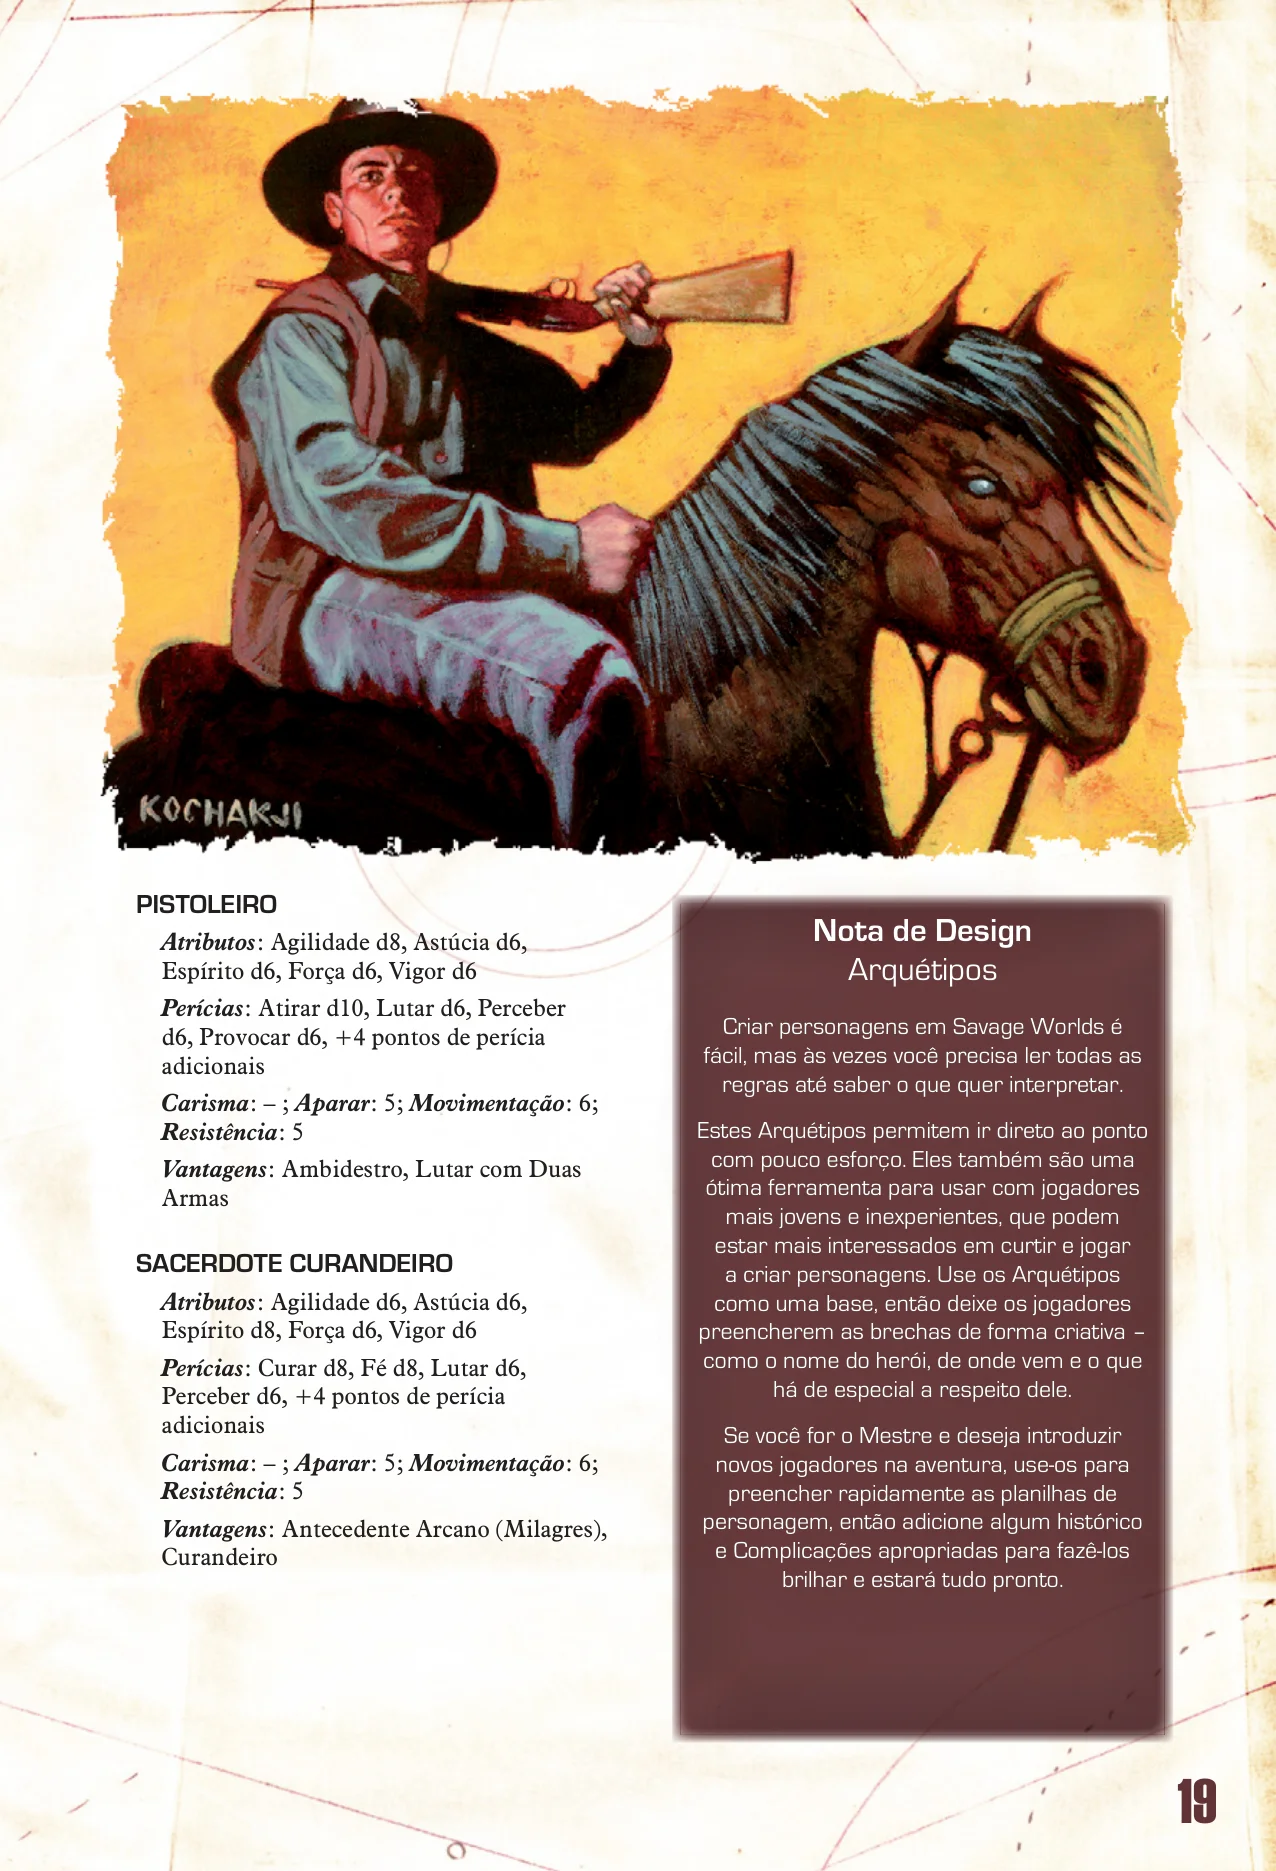 KOCHAKJI
PISTOLEIRO
Atributos: Agilidade d8, Astúcia d6,
Espírito d6, Força d6, Vigor d6
Perícias: Atirar d10, Lutar d6, Perceber
d6, Provocar d6, +4 pontos de perícia
adicionais
Carisma: – ; Aparar: 5; Movimentação: 6;
Resistência: 5
Vantagens: Ambidestro, Lutar com Duas
Armas
SACERDOTE CURANDEIRO
Atributos: Agilidade d6, Astúcia d6,
Espírito d8, Força d6, Vigor d6
Perícias: Curar d8, Fé d8, Lutar d6,
Perceber d6, +4 pontos de perícia
adicionais
Carisma: – ; Aparar: 5; Movimentação: 6;
Resistência: 5
Vantagens: Antecedente Arcano (Milagres),
Curandeiro
Nota de Design
Arquétipos
Criar personagens em Savage Worlds é
fácil, mas às vezes você precisa ler todas as
regras até saber o que quer interpretar.
Estes Arquétipos permitem ir direto ao ponto
com pouco esforço. Eles também são uma
ótima ferramenta para usar com jogadores
mais jovens e inexperientes, que podem
estar mais interessados em curtir e jogar
a criar personagens. Use os Arquétipos
como uma base, então deixe os jogadores
preencherem as brechas de forma criativa –
como o nome do herói, de onde vem e o que
há de especial a respeito dele.
Se você for o Mestre e deseja introduzir
novos jogadores na aventura, use-os para
preencher rapidamente as planilhas de
personagem, então adicione algum histórico
e Complicações apropriadas para fazê-los
brilhar e estará tudo pronto.
19